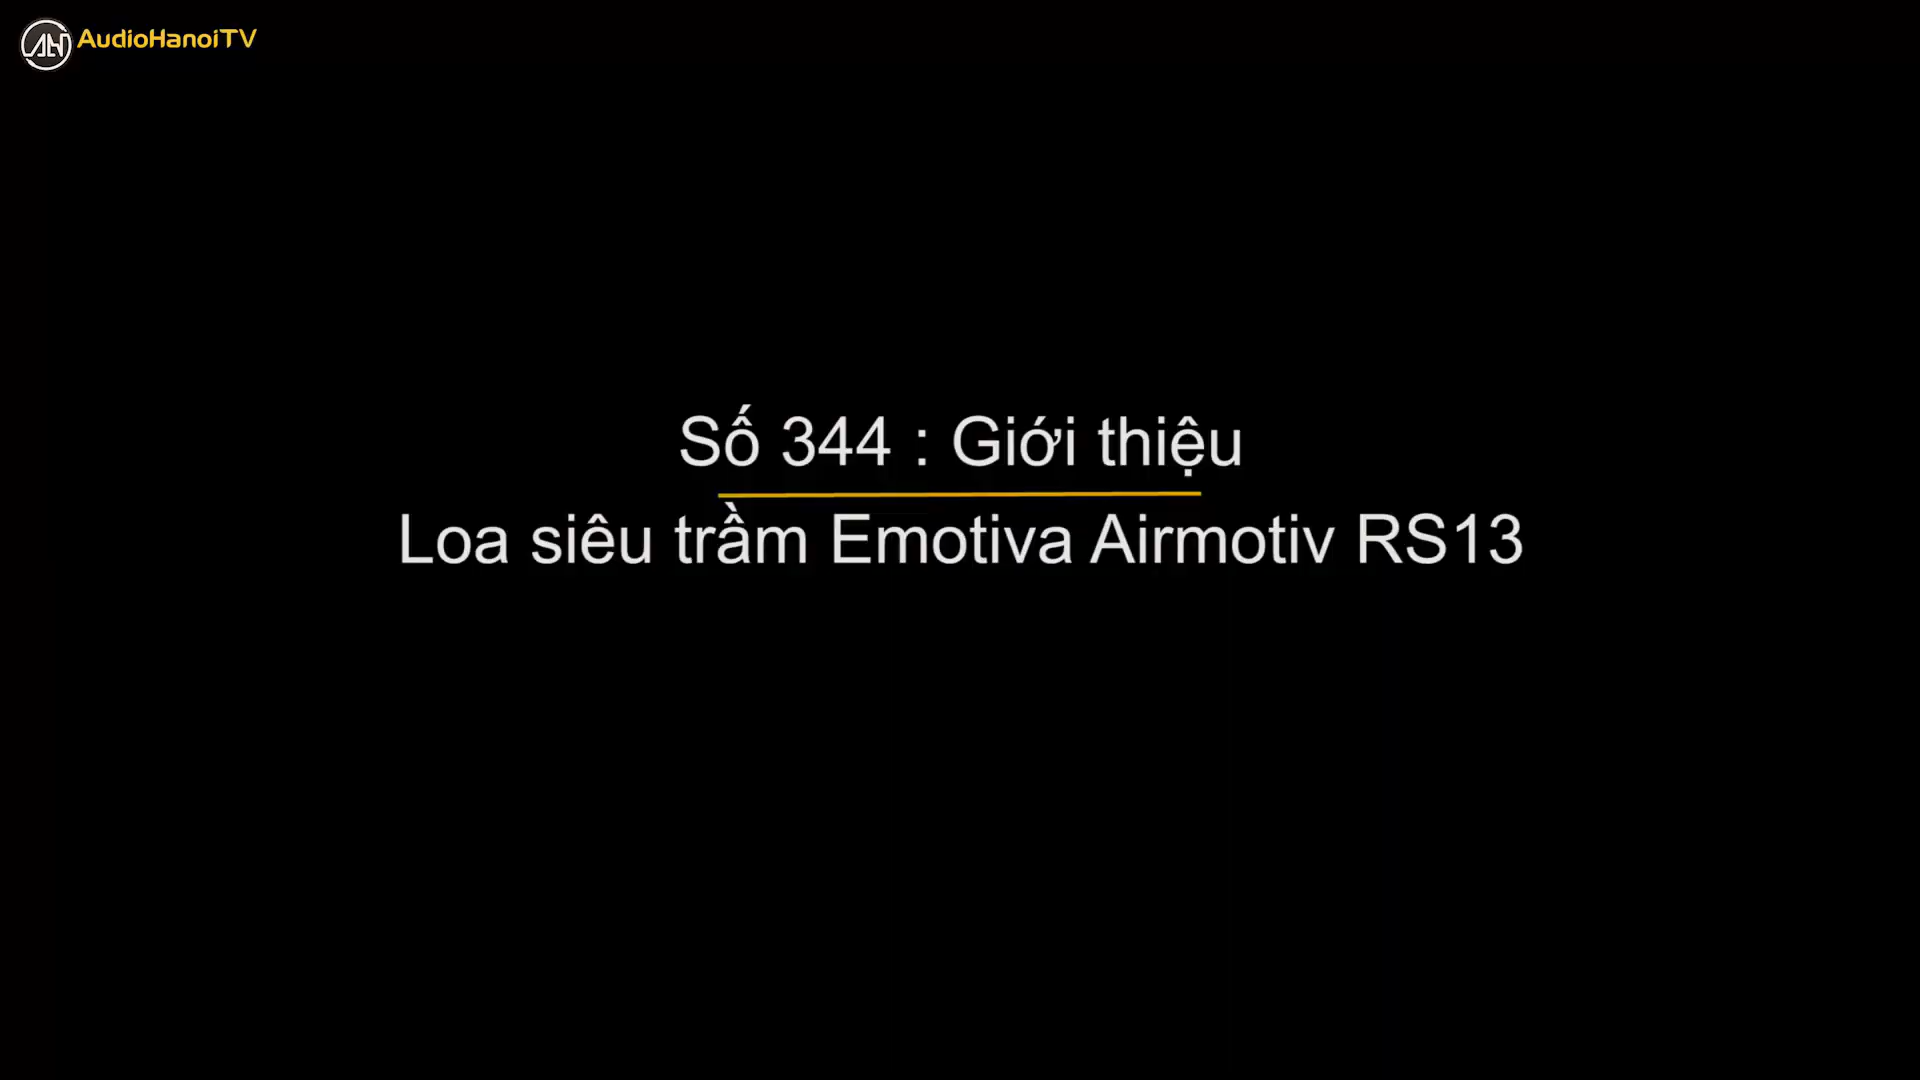 AudioHanoiTV
Số 344 : Giới thiệu
Loa siêu trầm Emotiva Airmotiv RS13